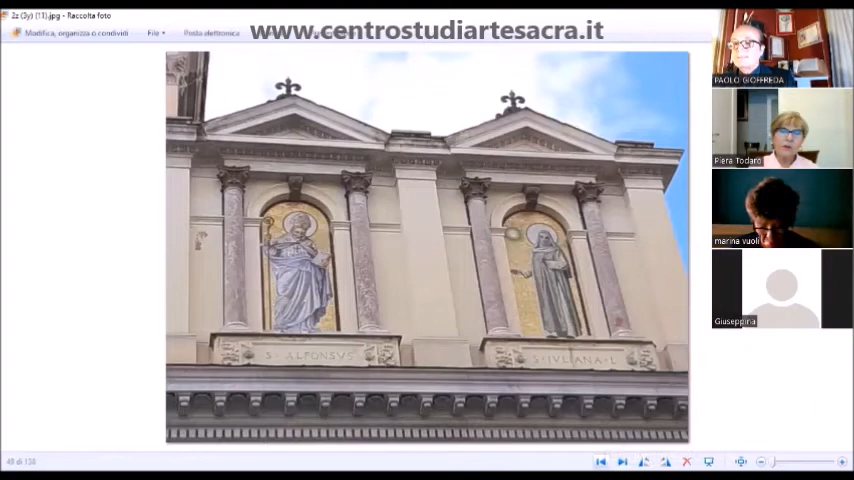 2z (3y) (11).jpg - Raccolta foto
Modifica, organizza o condividi
File
Posta elettronica
www.centrostudiartesacra.it
PAOLO GIOFFREDA
Piera Todaro
marina vuoli
Giuseppina
S · ALFONSVS
S · IVLIANA · L
48 di 138